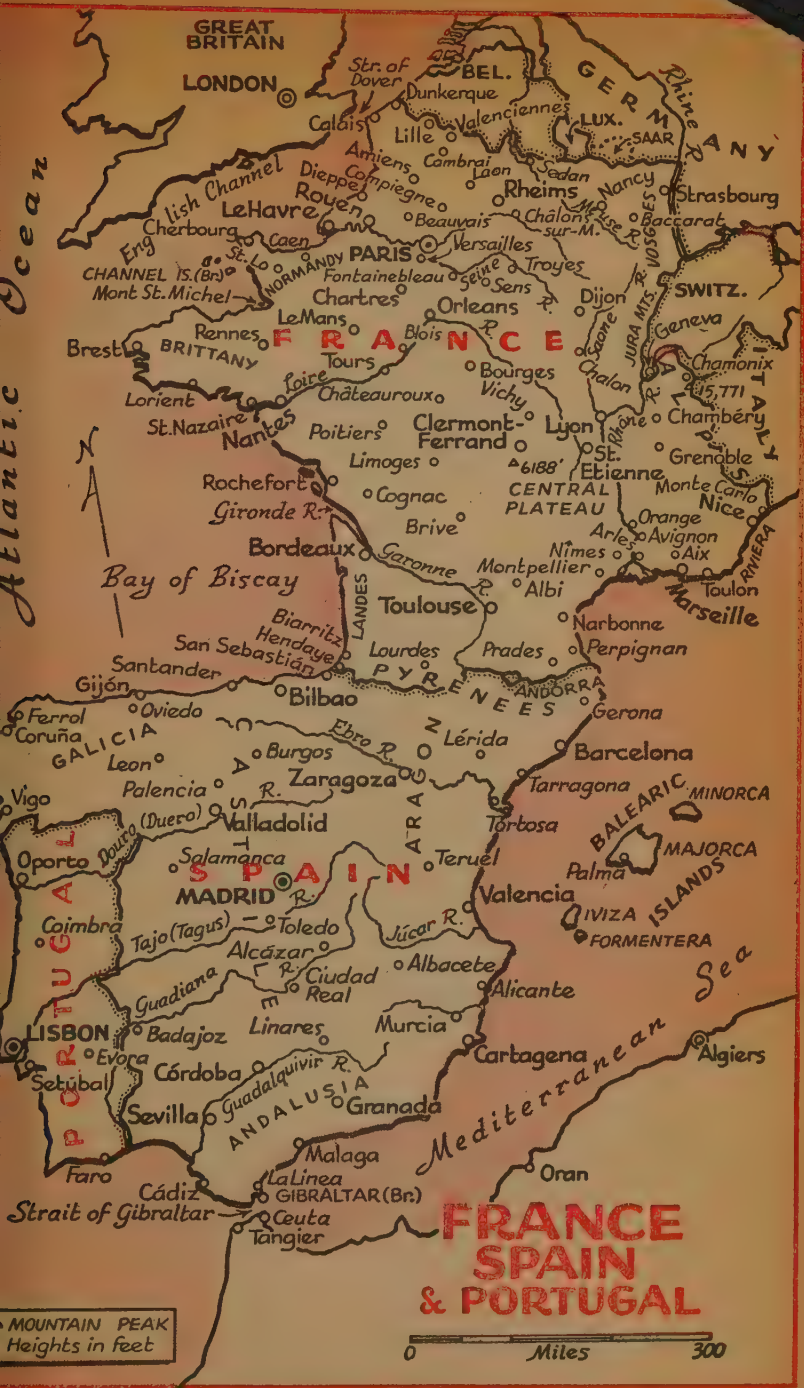 GREAT
BRITAIN
LONDON
Str. of
Dover
BEL.
GERMANY
Rhine R.
Dunkerque
Calais
Lille
Valenciennes
LUX.
SAAR
Amiens
Cambrai
Laon
Sedan
Dieppe
Compiegne
Rheims
Nancy
Strasbourg
English Channel
Rouen
LeHavre
Beauvais
Châlons
sur-M.
Meuse R.
VOSGES
Baccarat
Cherbourg
Caen
St. Lo
NORMANDY
PARIS
Versailles
CHANNEL IS.(Br.)
Fontainebleau
Seine R.
Troyes
Mont St. Michel
Chartres
Sens
Orleans
Dijon
SWITZ.
LeMans
Rennes
FRANCE
Blois
Saone R.
JURA MTS.
Geneva
Brest
BRITTANY
Tours
Bourges
Chalon
Chamonix
ITALY
Loire R.
Lorient
Châteauroux
Vichy
ALPS
15,771
St. Nazaire
Nantes
Poitiers
Clermont-
Ferrand
Lyon
Rhône R.
Chambéry
Limoges
6188'
St.
Etienne
Grenoble
Rochefort
Cognac
CENTRAL
PLATEAU
Monte Carlo
Nice
Gironde R.
Brive
Orange
Arles
Avignon
RIVIERA
Bordeaux
Garonne R.
Nîmes
Aix
Atlantic Ocean
N
Bay of Biscay
LANDES
Montpellier
Albi
Toulon
Marseille
Toulouse
Biarritz
Hendaye
Narbonne
San Sebastián
Lourdes
Prades
Perpignan
Santander
PYRENEES
ANDORRA
Gijón
Bilbao
Gerona
Ferrol
Oviedo
Coruña
GALICIA
CASTILE
Ebro R.
ARAGON
Lérida
Leon
Burgos
Barcelona
Palencia
R.
Zaragoza
Tarragona
Vigo
Douro (Duero)
Valladolid
Tortosa
BALEARIC
ISLANDS
MINORCA
Oporto
Salamanca
Teruel
MAJORCA
Palma
SPAIN
MADRID
Valencia
Coimbra
R.
Tajo (Tagus)
Toledo
Júcar R.
IVIZA
FORMENTERA
Alcázar
PORTUGAL
Guadiana R.
Ciudad
Real
Albacete
Alicante
LISBON
Badajoz
Linares
Murcia
Evora
Setúbal
Córdoba
Guadalquivir R.
Cartagena
Mediterranean Sea
Algiers
Sevilla
ANDALUSIA
Granada
Malaga
Faro
Cádiz
La Linea
GIBRALTAR (Br.)
Oran
Strait of Gibraltar
Ceuta
Tangier
FRANCE
SPAIN
& PORTUGAL
MOUNTAIN PEAK
Heights in feet
0 Miles 300